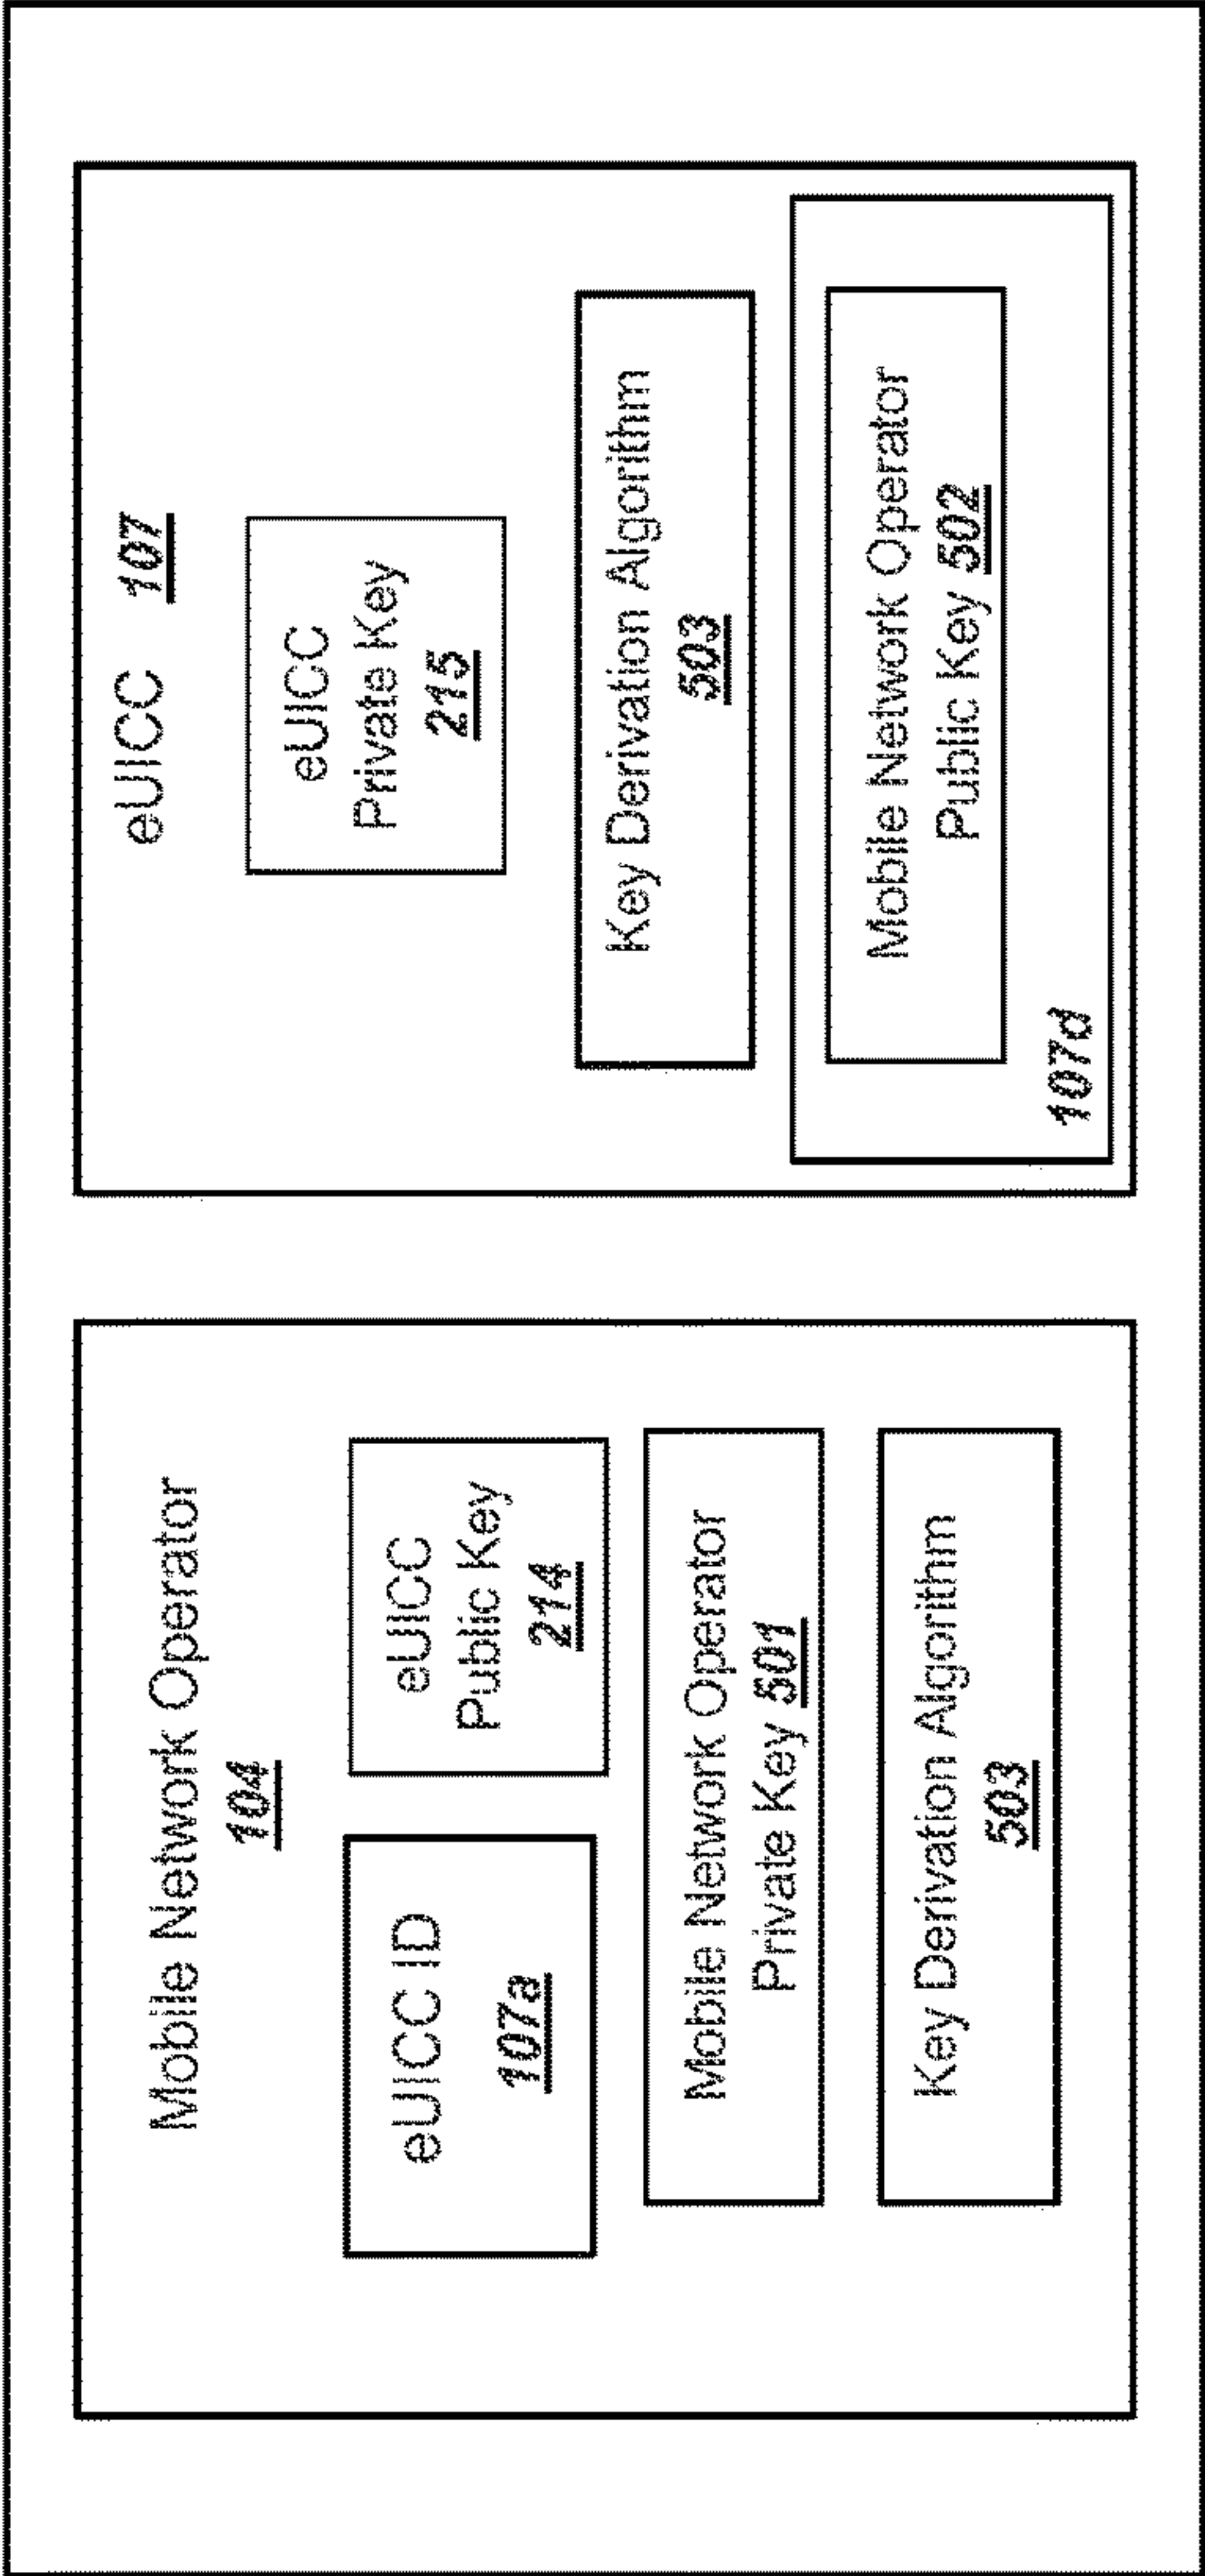 Mobile Network Operator
104
eUICC ID
107a
eUICC
Public Key
214
Mobile Network Operator
Private Key 501
Key Derivation Algorithm
503
eUICC 107
eUICC
Private Key
215
Key Derivation Algorithm
503
Mobile Network Operator
Public Key 502
107d